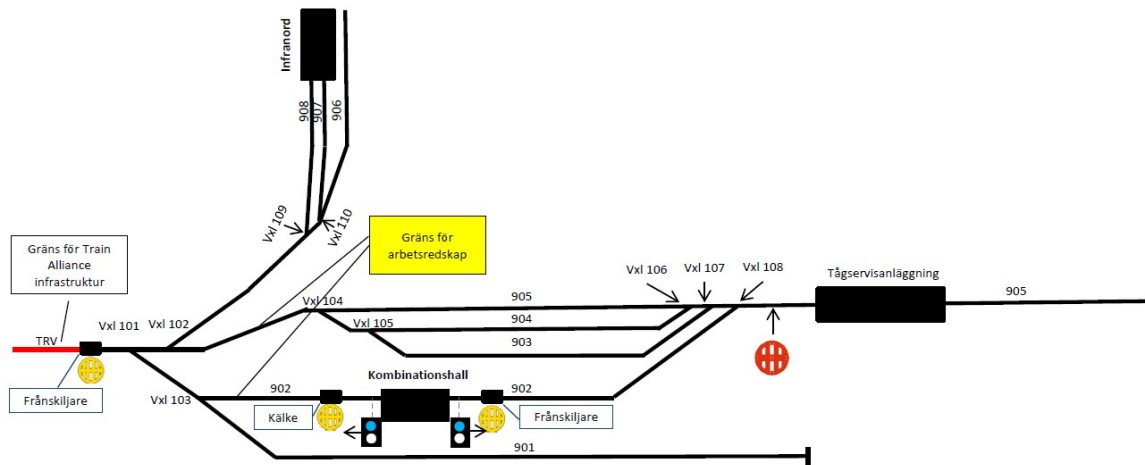 Infranord
908
907
906
Vxl 109
Vxl 110
Gräns för Train
Alliance
infrastruktur
Gräns för
arbetsredskap
Vxl 106
Vxl 107
Vxl 108
Tågservisanläggning
905
905
Vxl 104
904
Vxl 105
903
Vxl 101
Vxl 102
TRV
Frånskiljare
Kombinationshall
Vxl 103
902
902
Kälke
Frånskiljare
901